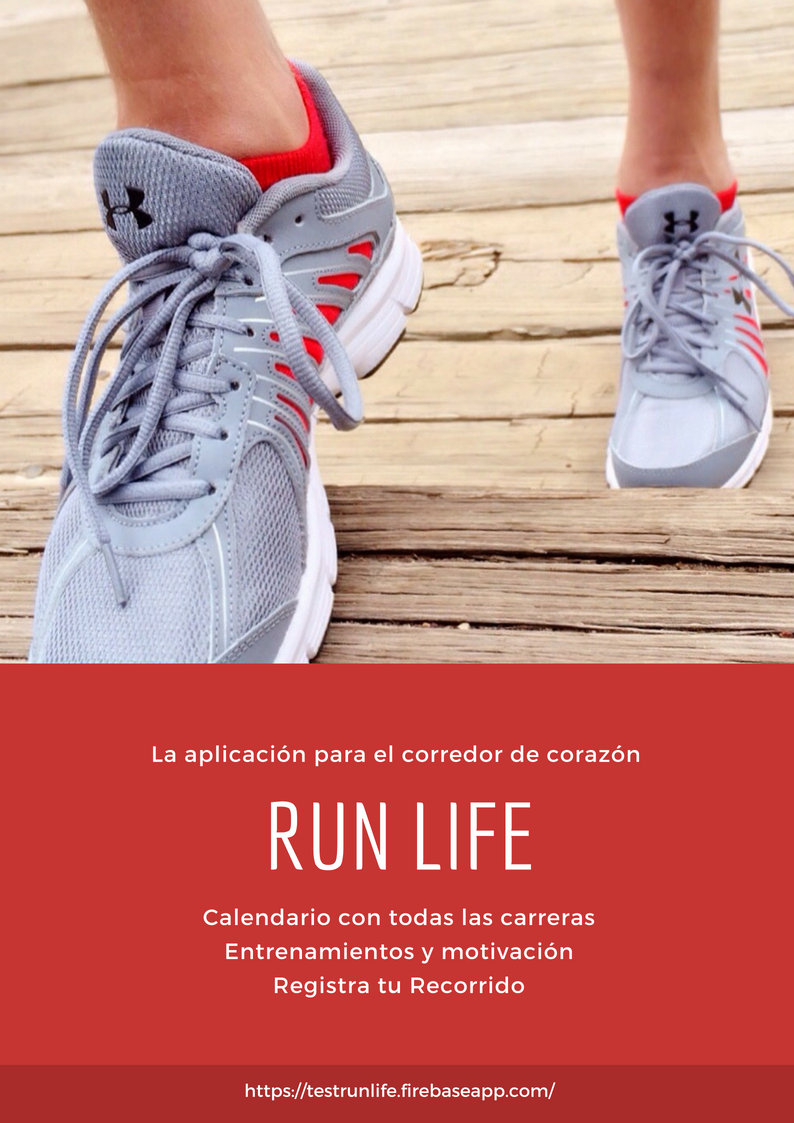 La aplicación para el corredor de corazón
RUN LIFE
Calendario con todas las carreras
Entrenamientos y motivación
Registra tu Recorrido
https://testrunlife.firebaseapp.com/